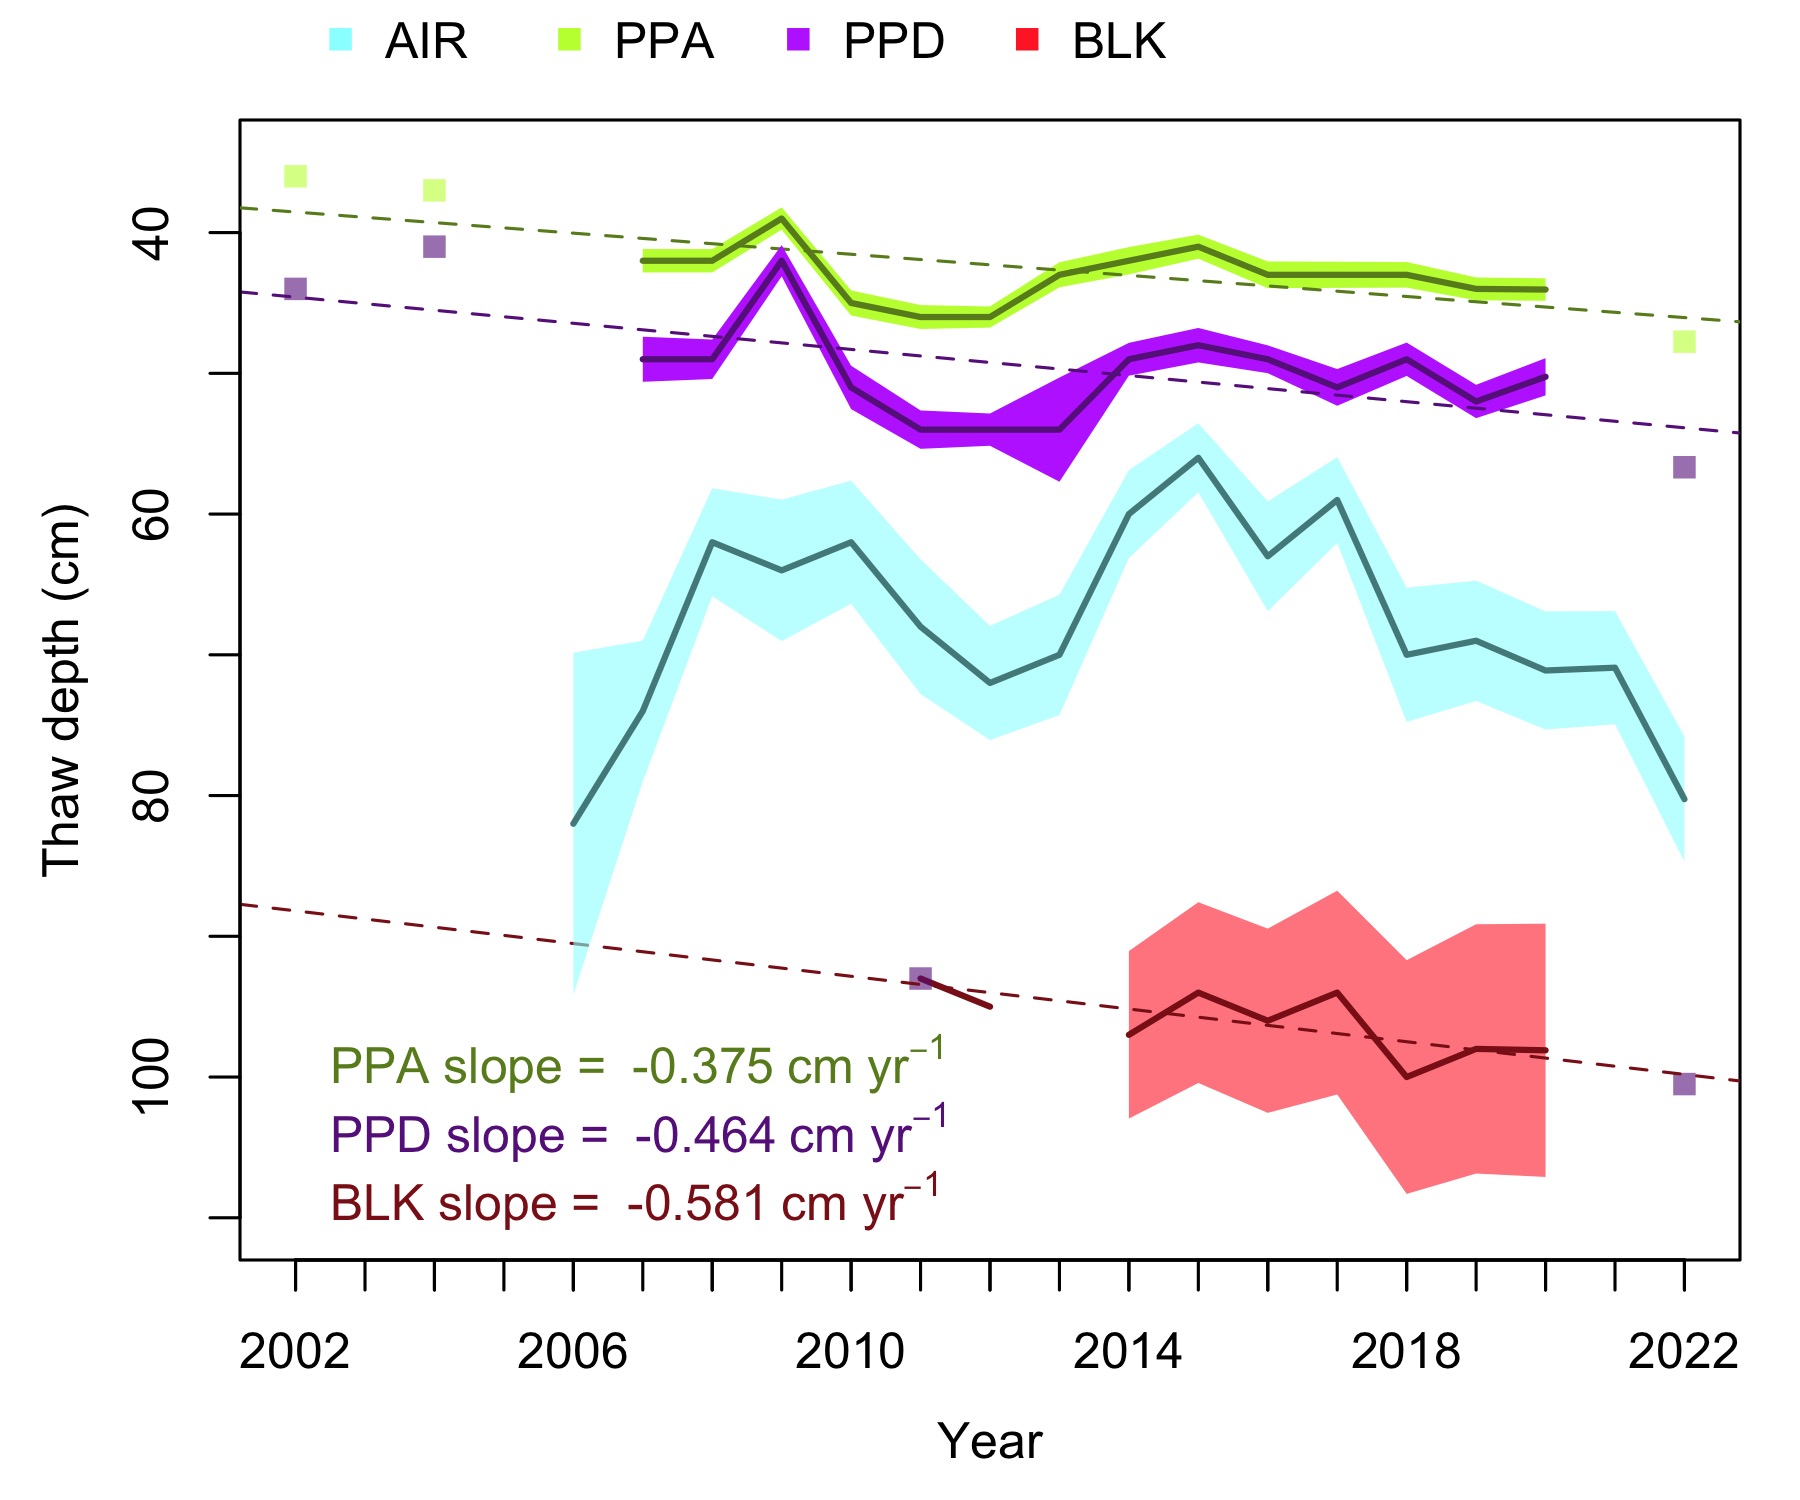 AIR PPA PPD BLK
40
60
80
100
Thaw depth (cm)
PPA slope = -0.375 cm yr⁻¹
PPD slope = -0.464 cm yr⁻¹
BLK slope = -0.581 cm yr⁻¹
2002 2006 2010 2014 2018 2022
Year